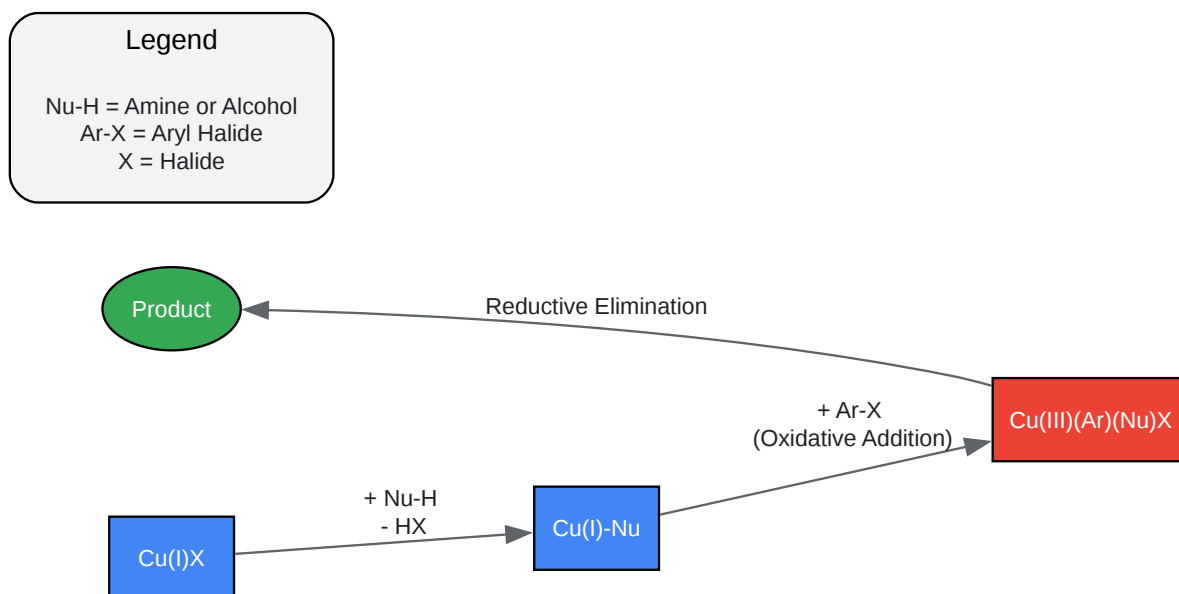 Legend
Nu-H = Amine or Alcohol
Ar-X = Aryl Halide
X = Halide
Product
Reductive Elimination
Cu(III)(Ar)(Nu)X
+ Ar-X
(Oxidative Addition)
+ Nu-H
- HX
Cu(I)-Nu
Cu(I)X